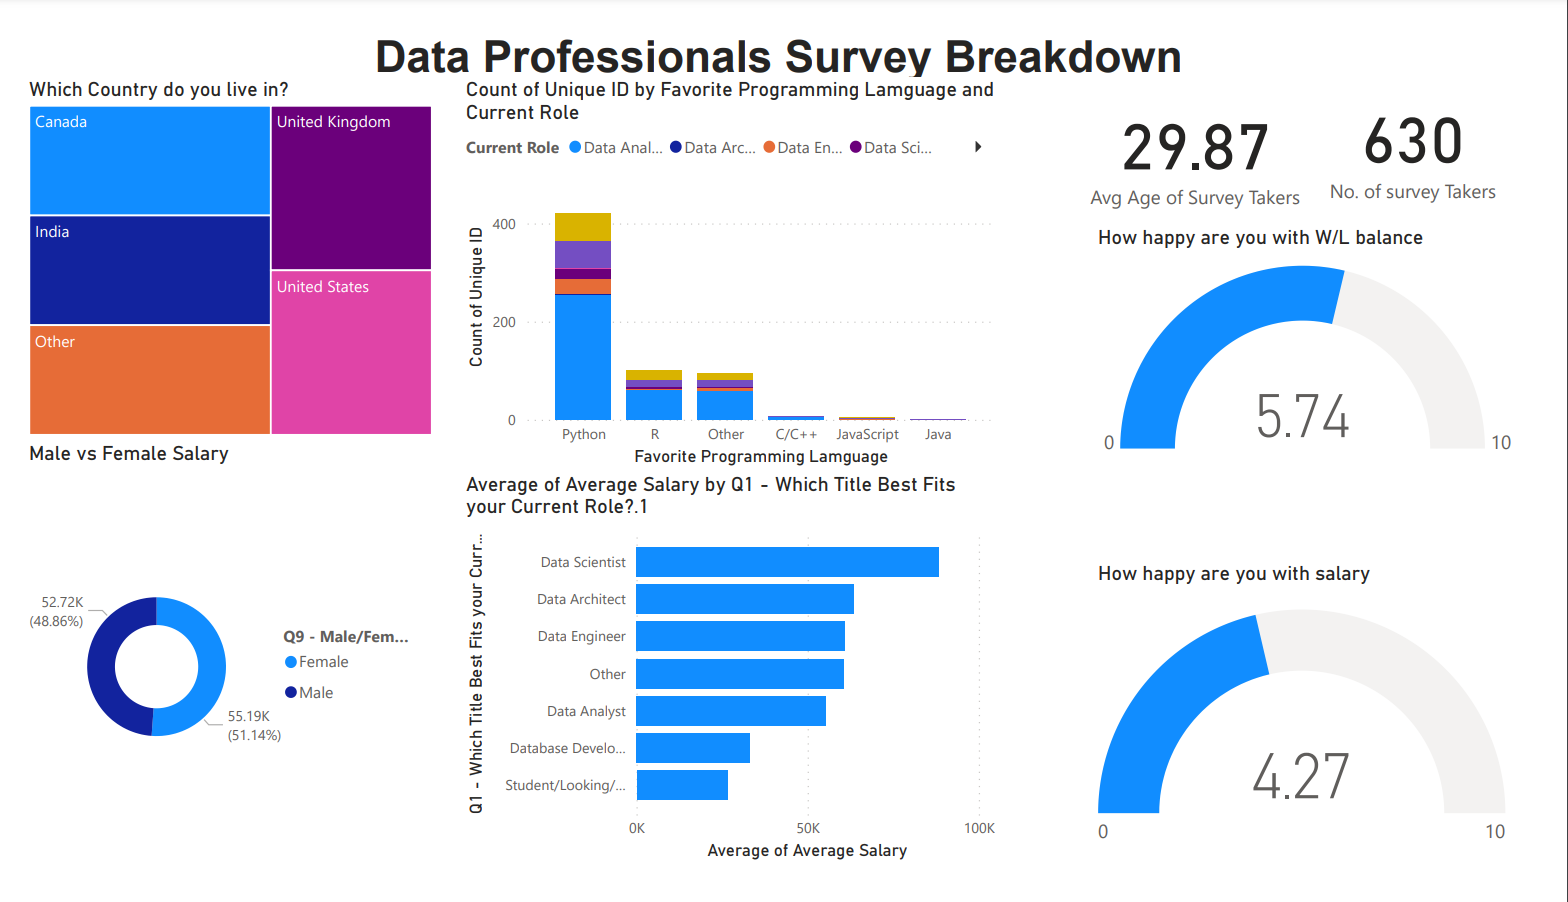 Data Professionals Survey Breakdown
Which Country do you live in?
Canada
United Kingdom
India
United States
Other
Count of Unique ID by Favorite Programming Lamguage and
Current Role
Current Role Data Anal... Data Arc... Data En... Data Sci...
Count of Unique ID
400
200
0
Python R Other C/C++ JavaScript Java
Favorite Programming Lamguage
29.87
Avg Age of Survey Takers
630
No. of survey Takers
How happy are you with W/L balance
5.74
0 10
Male vs Female Salary
52.72K
(48.86%)
55.19K
(51.14%)
Q9 - Male/Fem...
Female
Male
Average of Average Salary by Q1 - Which Title Best Fits
your Current Role?.1
Q1 - Which Title Best Fits your Curr...
Data Scientist
Data Architect
Data Engineer
Other
Data Analyst
Database Develo...
Student/Looking/...
0K 50K 100K
Average of Average Salary
How happy are you with salary
4.27
0 10